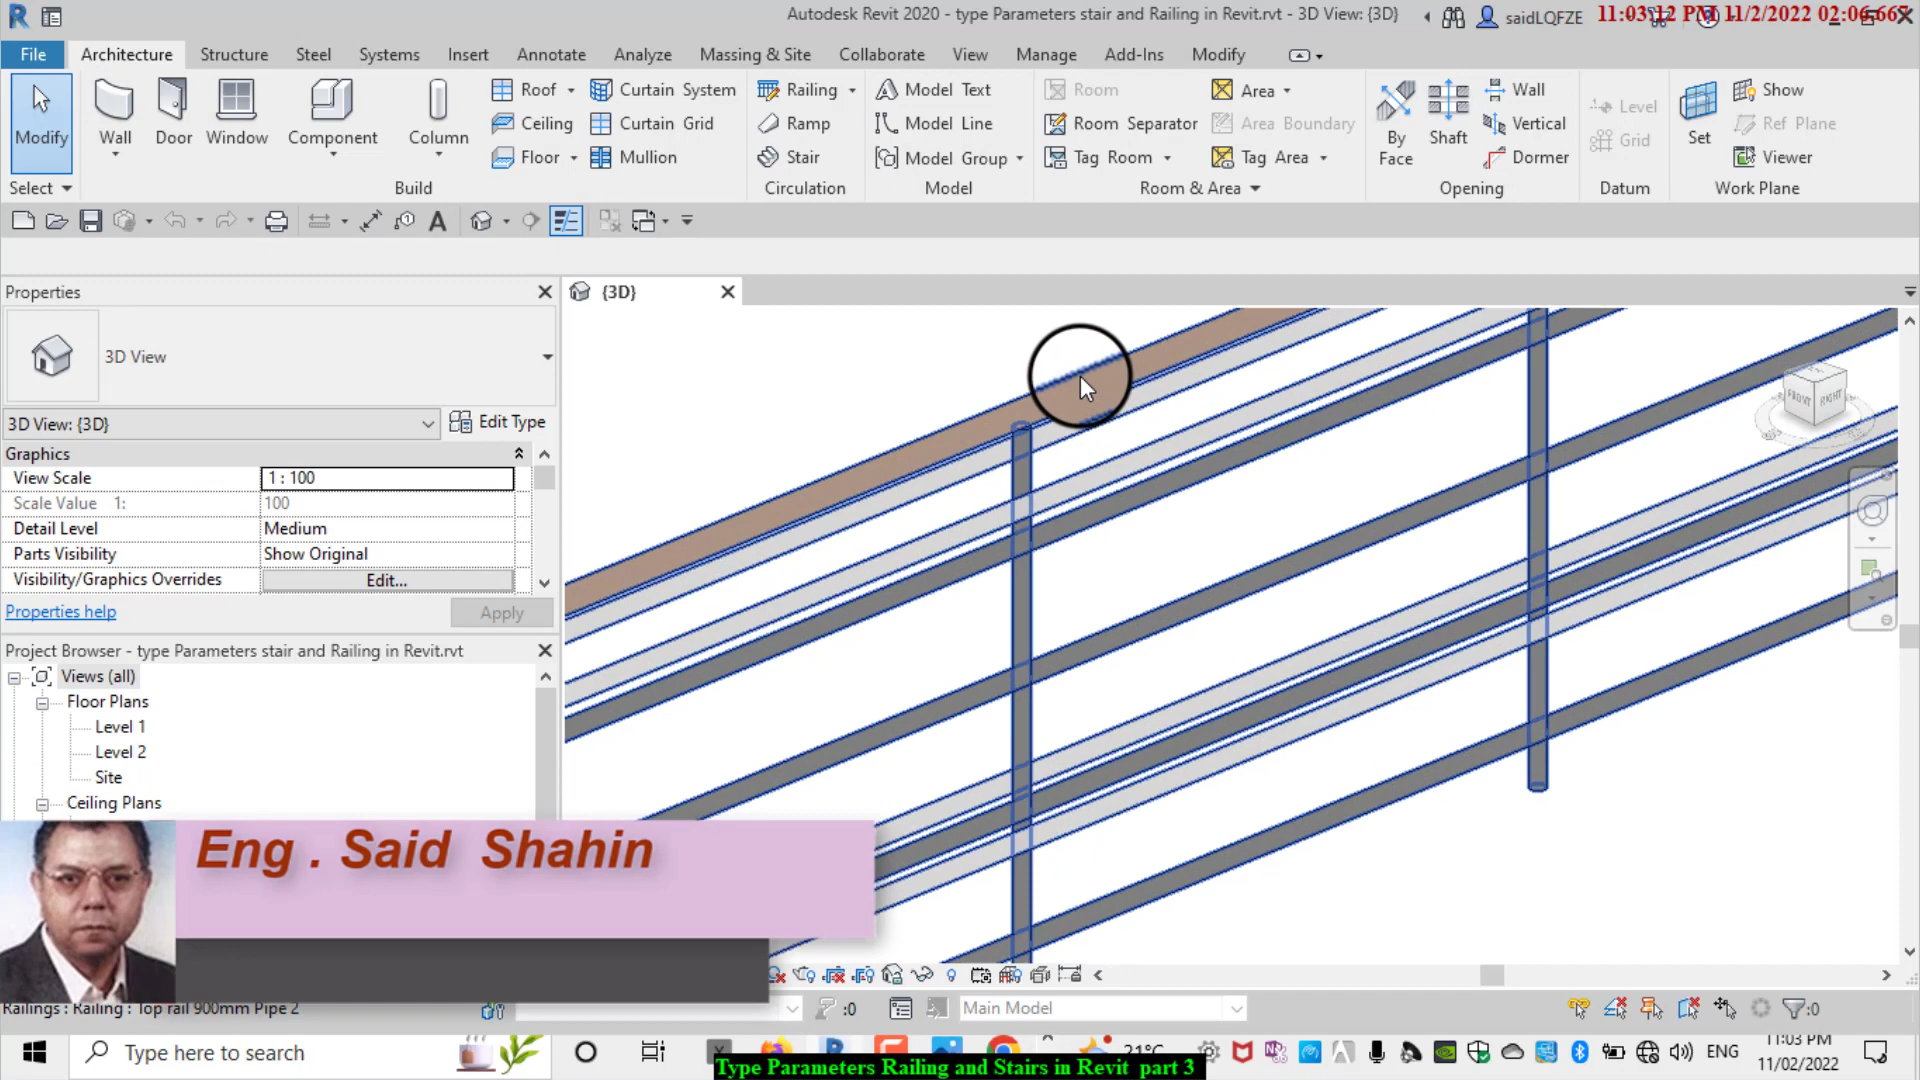 Autodesk Revit 2020 - type Parameters stair and Railing in Revit.rvt - 3D View: {3D}
saidLQFZE
11:03:12 PM 11/2/2022 02:06.667
File Architecture Structure Steel Systems Insert Annotate Analyze Massing & Site Collaborate View Manage Add-Ins Modify
Modify
Select
Wall
Door
Window
Component
Column
Roof
Ceiling
Floor
Curtain System
Curtain Grid
Mullion
Build
Railing
Ramp
Stair
Circulation
Model Text
Model Line
Model Group
Model
Room
Room Separator
Tag Room
Area
Area Boundary
Tag Area
Room & Area
By Face
Shaft
Wall
Vertical
Dormer
Opening
Level
Grid
Datum
Set
Show
Ref Plane
Viewer
Work Plane
Properties
{3D}
3D View
3D View: {3D}
Edit Type
Graphics
View Scale 1 : 100
Scale Value 1: 100
Detail Level Medium
Parts Visibility Show Original
Visibility/Graphics Overrides Edit...
Properties help
Apply
Project Browser - type Parameters stair and Railing in Revit.rvt
Views (all)
Floor Plans
Level 1
Level 2
Site
Ceiling Plans
FRONT
RIGHT
Eng . Said Shahin
Railings : Railing : Top rail 900mm Pipe 2
:0
Main Model
:0
Type here to search
21°C
ENG
11:03 PM
11/02/2022
Type Parameters Railing and Stairs in Revit part 3